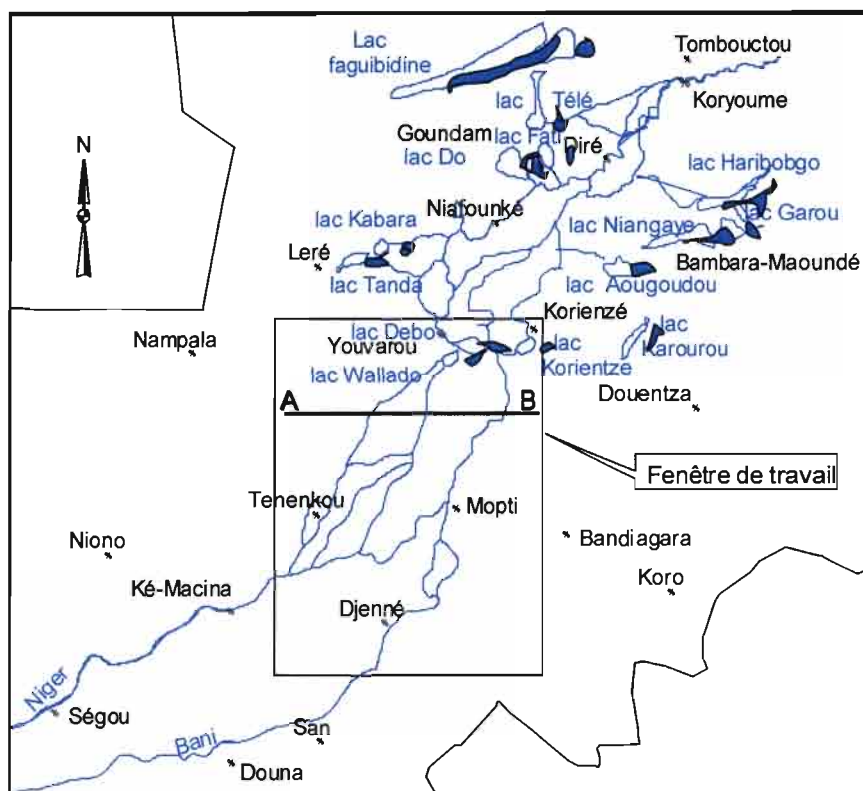 Lac
faguibidine
Tombouctou
lac Télé
Koryoume
Goundam
lac Fati
Diré
lac Do
lac Haribobgo
lac Kabara
Niafounké
lac Niangaye
lac Garou
Leré
Bambara-Maoundé
lac Tanda
lac
Aougoudou
N
Korienzé
lac Debo
Nampala
Youvarou
lac
Korientze
lac
Karourou
lac Wallado
Douentza
A
B
Fenêtre de travail
Tenenkou
Mopti
Niono
Bandiagara
Ké-Macina
Koro
Djenné
Niger
Ségou
San
Bani
Douna